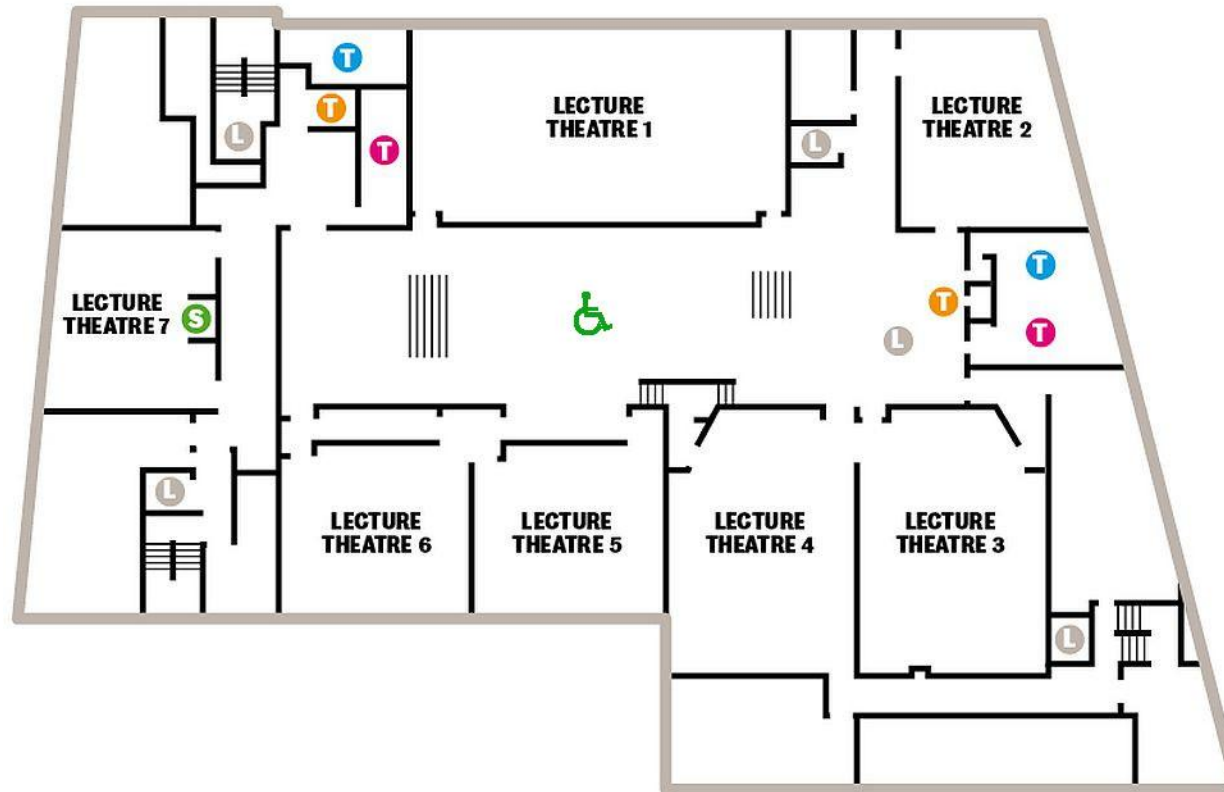 T
T
L
T
LECTURE
THEATRE 1
L
LECTURE
THEATRE 2
LECTURE
THEATRE 7
S
T
T
T
L
L
LECTURE
THEATRE 6
LECTURE
THEATRE 5
LECTURE
THEATRE 4
LECTURE
THEATRE 3
L